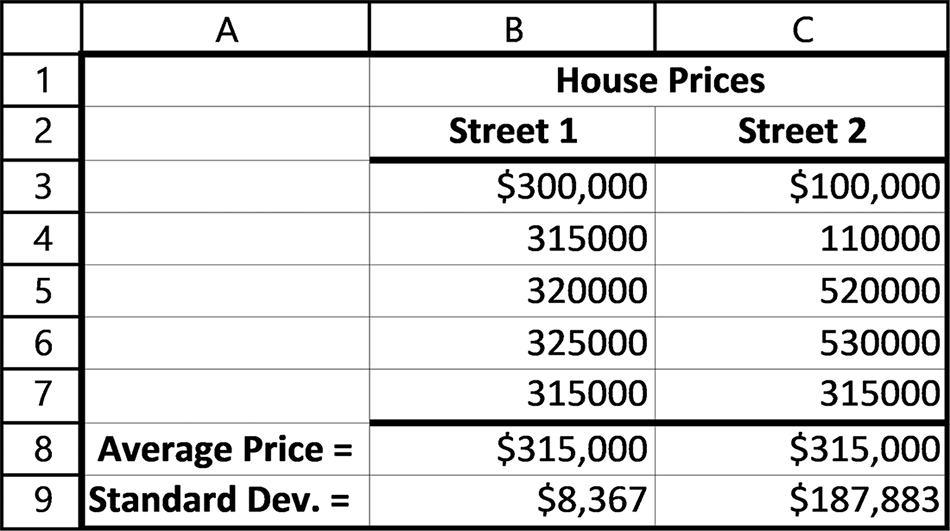 A B C
1 House Prices
2 Street 1 Street 2
3 $300,000 $100,000
4 315000 110000
5 320000 520000
6 325000 530000
7 315000 315000
8 Average Price = $315,000 $315,000
9 Standard Dev. = $8,367 $187,883